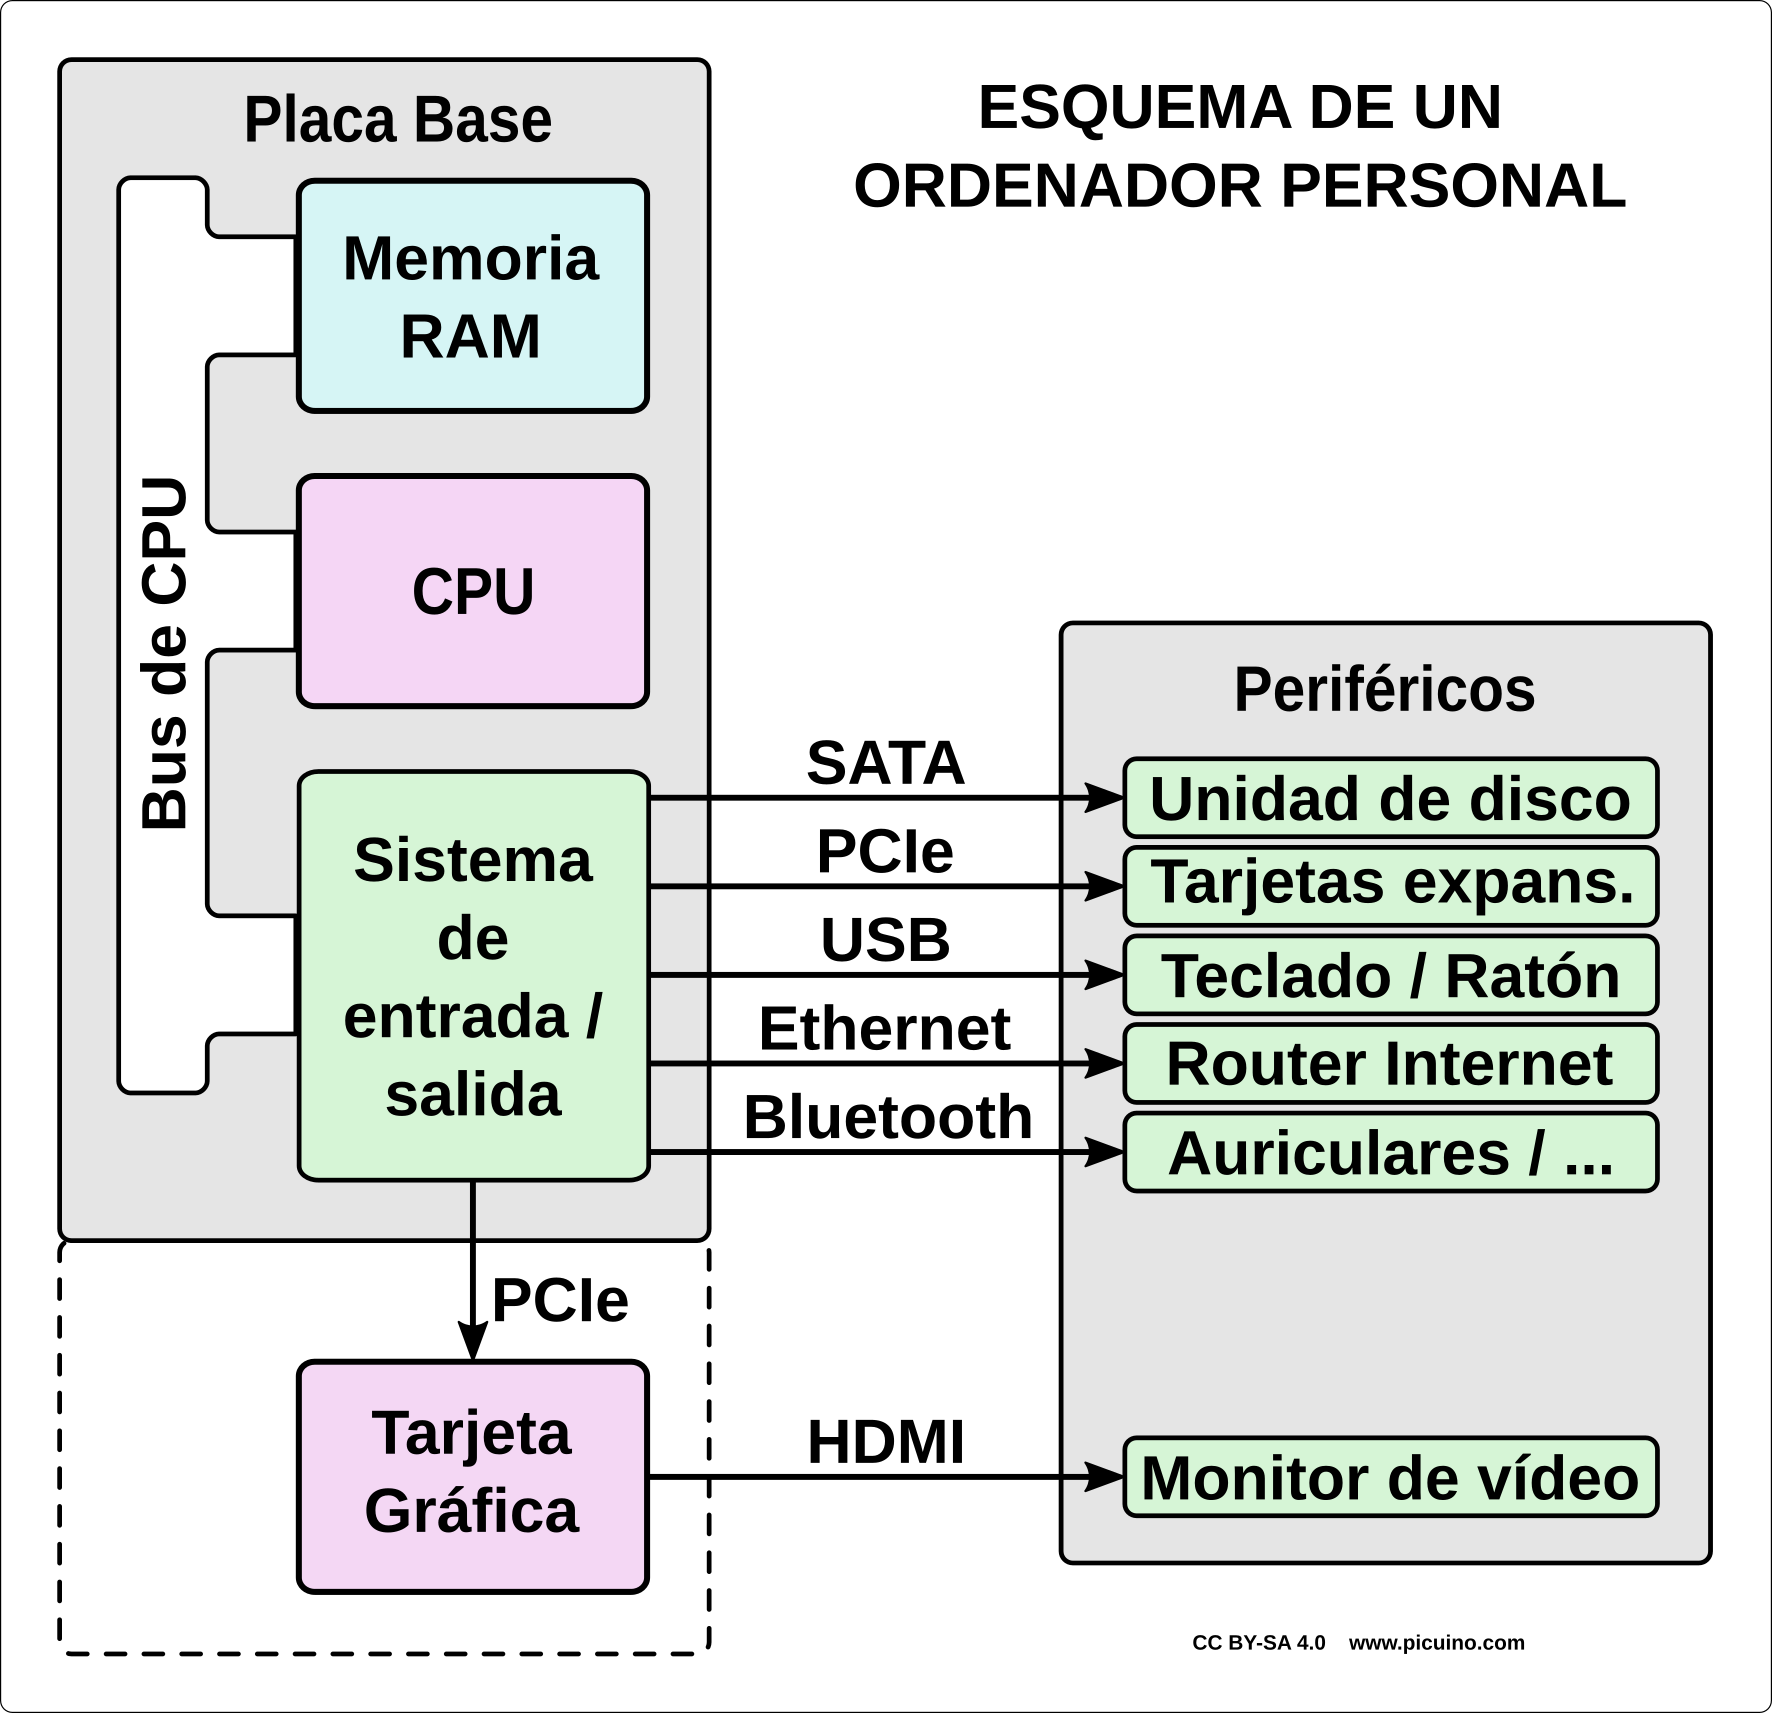 ESQUEMA DE UN
ORDENADOR PERSONAL
Placa Base
Memoria
RAM
CPU
Bus de CPU
Sistema
de
entrada /
salida
SATA
PCIe
USB
Ethernet
Bluetooth
Periféricos
Unidad de disco
Tarjetas expans.
Teclado / Ratón
Router Internet
Auriculares / ...
PCIe
Tarjeta
Gráfica
HDMI
Monitor de vídeo
CC BY-SA 4.0 www.picuino.com